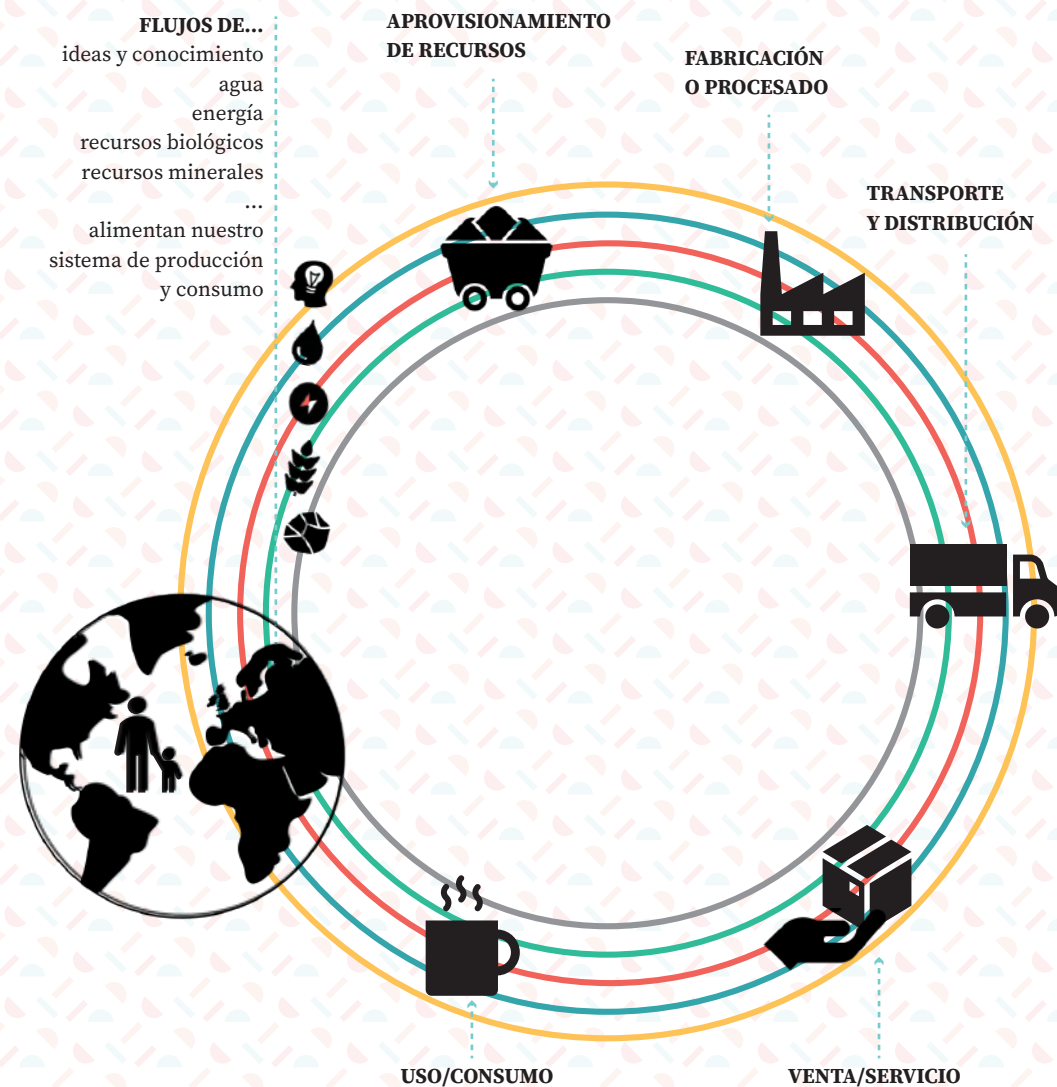 FLUJOS DE...
ideas y conocimiento
agua
energía
recursos biológicos
recursos minerales
...
alimentan nuestro
sistema de producción
y consumo
APROVISIONAMIENTO
DE RECURSOS
FABRICACIÓN
O PROCESADO
TRANSPORTE
Y DISTRIBUCIÓN
USO/CONSUMO
VENTA/SERVICIO